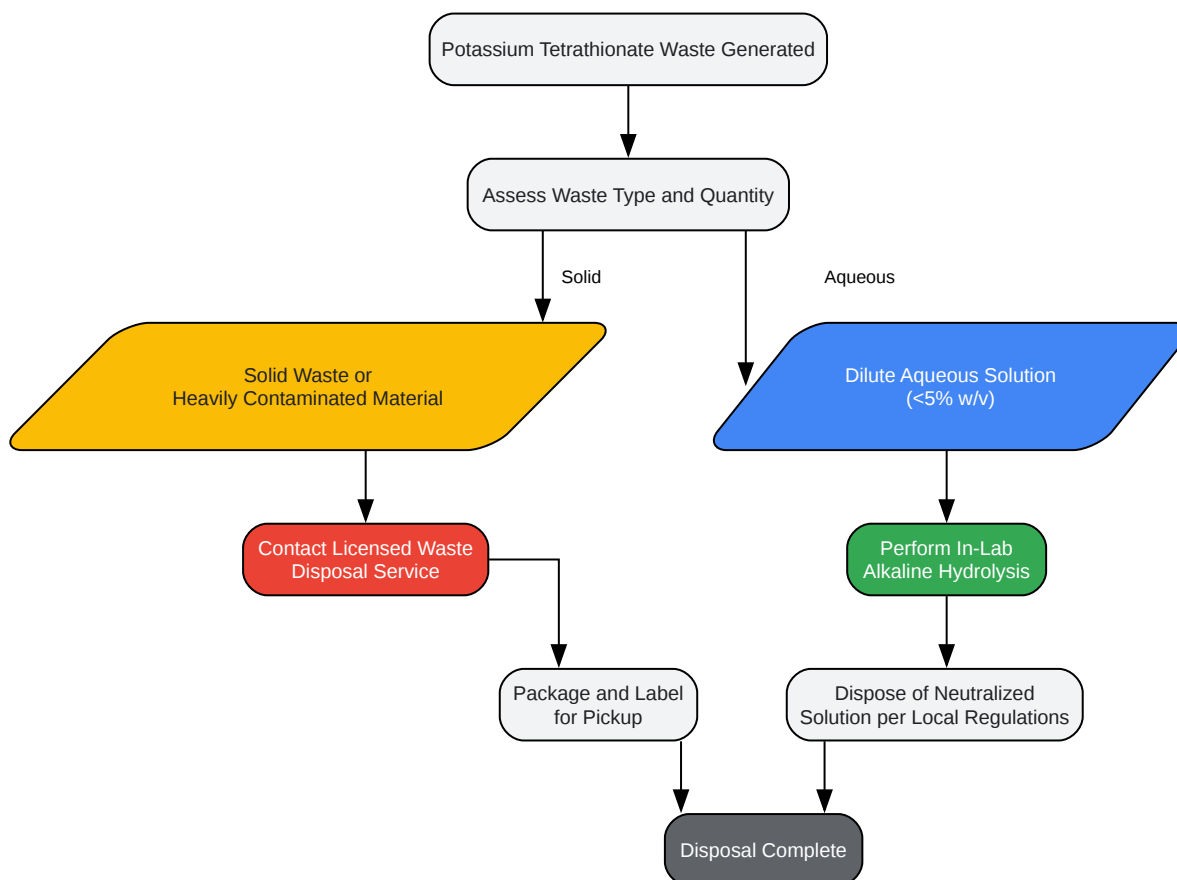 Potassium Tetrathionate Waste Generated
Assess Waste Type and Quantity
Solid
Aqueous
Solid Waste or
Heavily Contaminated Material
Dilute Aqueous Solution
(<5% w/v)
Contact Licensed Waste
Disposal Service
Perform In-Lab
Alkaline Hydrolysis
Package and Label
for Pickup
Dispose of Neutralized
Solution per Local Regulations
Disposal Complete